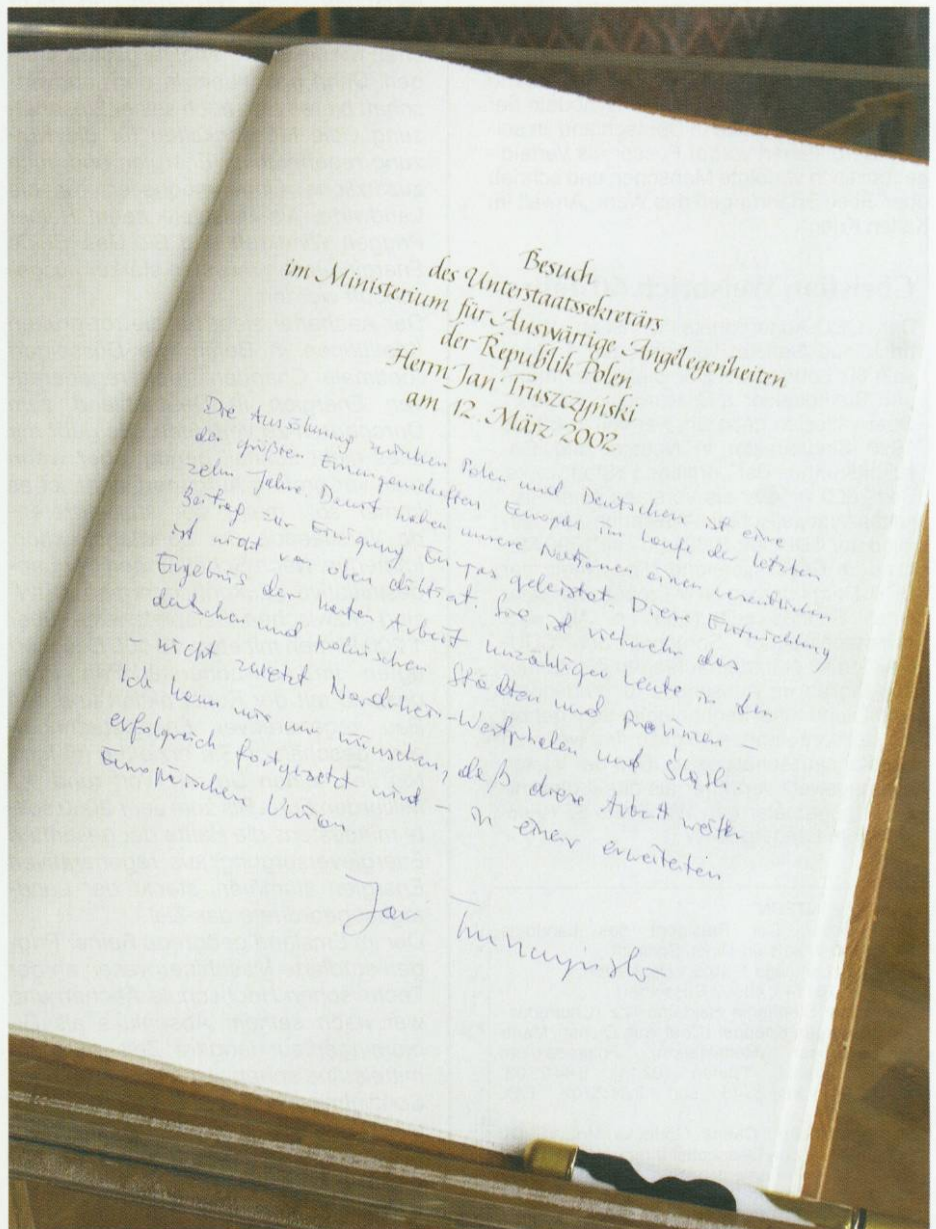 Besuch
des Unterstaatssekretärs
im Ministerium für Auswärtige Angelegenheiten
der Republik Polen
Herrn Jan Truszczyński
am 12. März 2002
Die Aussöhnung zwischen Polen und Deutschen ist eine
der größten Errungenschaften Europas im Laufe der letzten
zehn Jahre. Damit haben unsere Nationen einen wesentlichen
Beitrag zur Einigung Europas geleistet. Diese Entwicklung
ist nicht von oben diktiert. Sie ist vielmehr das
Ergebnis der harten Arbeit unzähliger Leute in den
deutschen und polnischen Städten und Provinzen –
– nicht zuletzt Nordrhein-Westphalen und Śląsk.
Ich kann mir nur wünschen, daß diese Arbeit weiter
erfolgreich fortgesetzt wird – in einer erweiterten
Europäischen Union
Jan Truszczyński